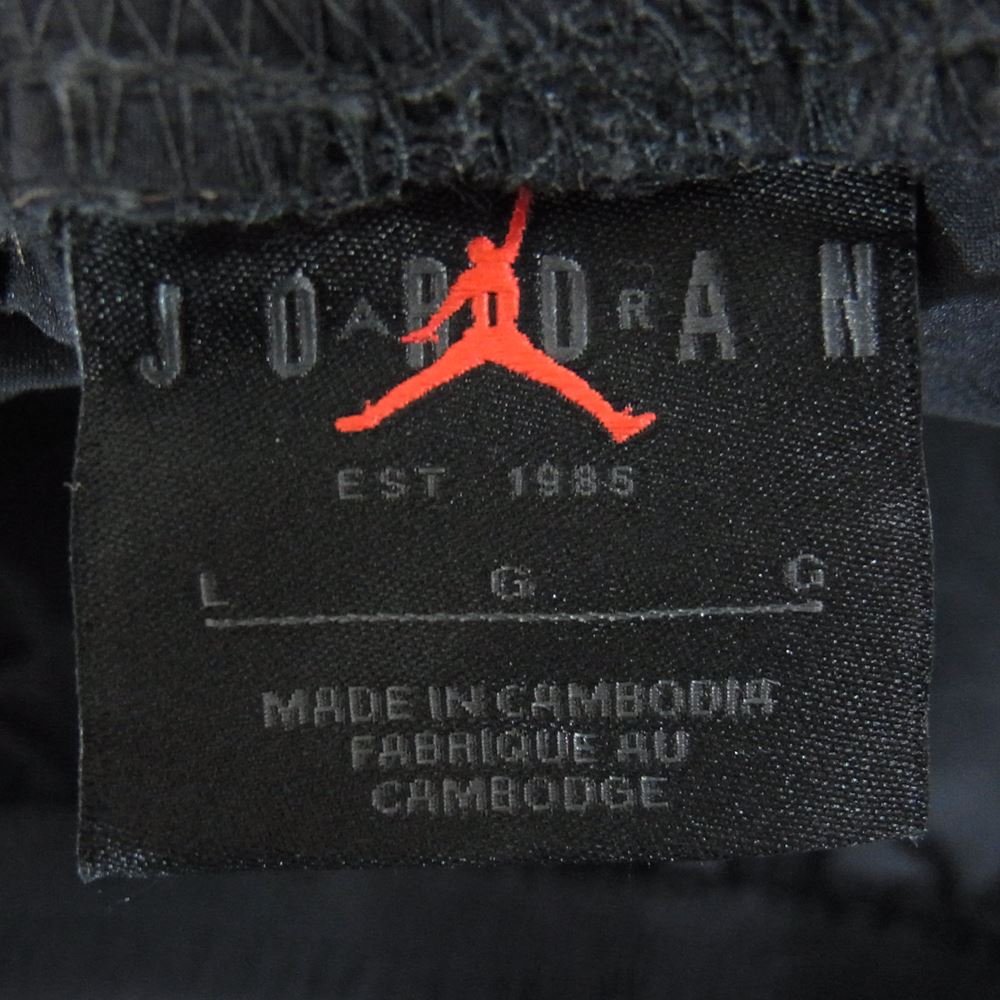 JORDAN
A R
EST 1985
L G G
MADE IN CAMBODIA
FABRIQUE AU
CAMBODGE